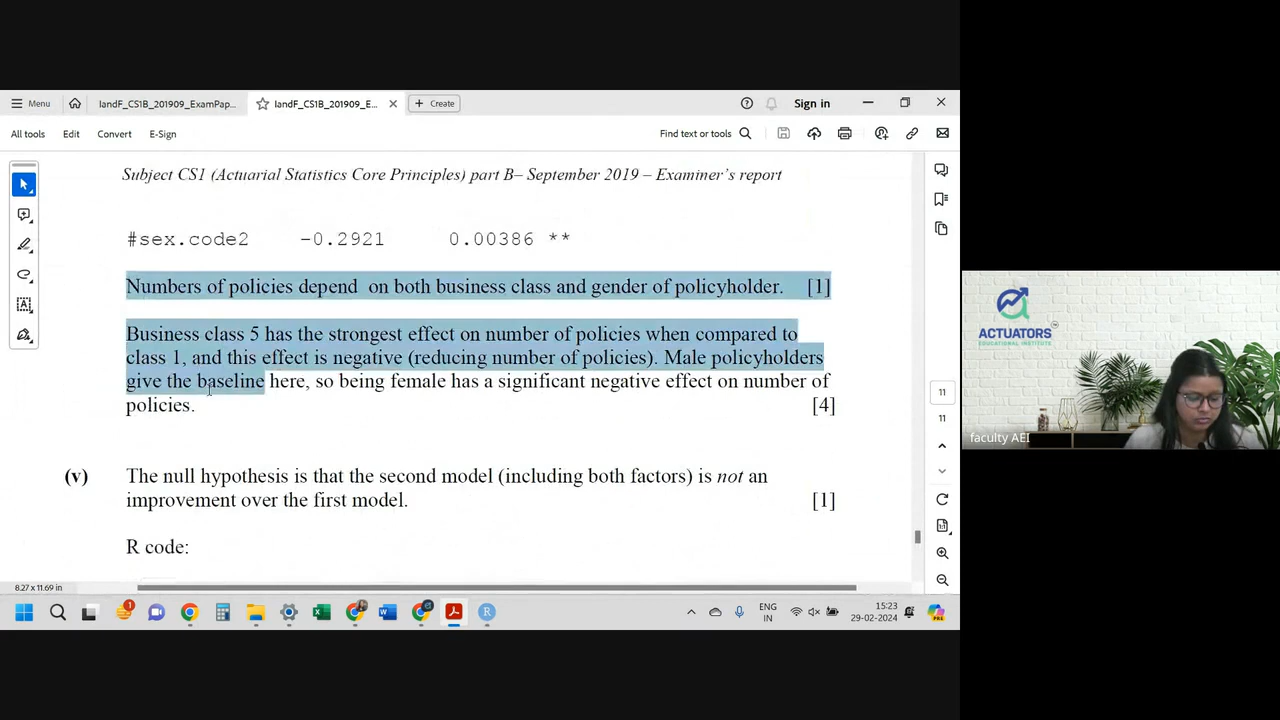 Menu
IandF_CS1B_201909_ExamPap...
IandF_CS1B_201909_E...
Create
Sign in
All tools
Edit
Convert
E-Sign
Find text or tools
Subject CS1 (Actuarial Statistics Core Principles) part B– September 2019 – Examiner's report
#sex.code2 -0.2921 0.00386 **
Numbers of policies depend on both business class and gender of policyholder. [1]
Business class 5 has the strongest effect on number of policies when compared to
class 1, and this effect is negative (reducing number of policies). Male policyholders
give the baseline here, so being female has a significant negative effect on number of
policies. [4]
(v) The null hypothesis is that the second model (including both factors) is not an
improvement over the first model. [1]
R code:
11
11
8.27 x 11.69 in
ENG
IN
15:23
29-02-2024
ACTUATORS
EDUCATIONAL INSTITUTE
faculty AEI